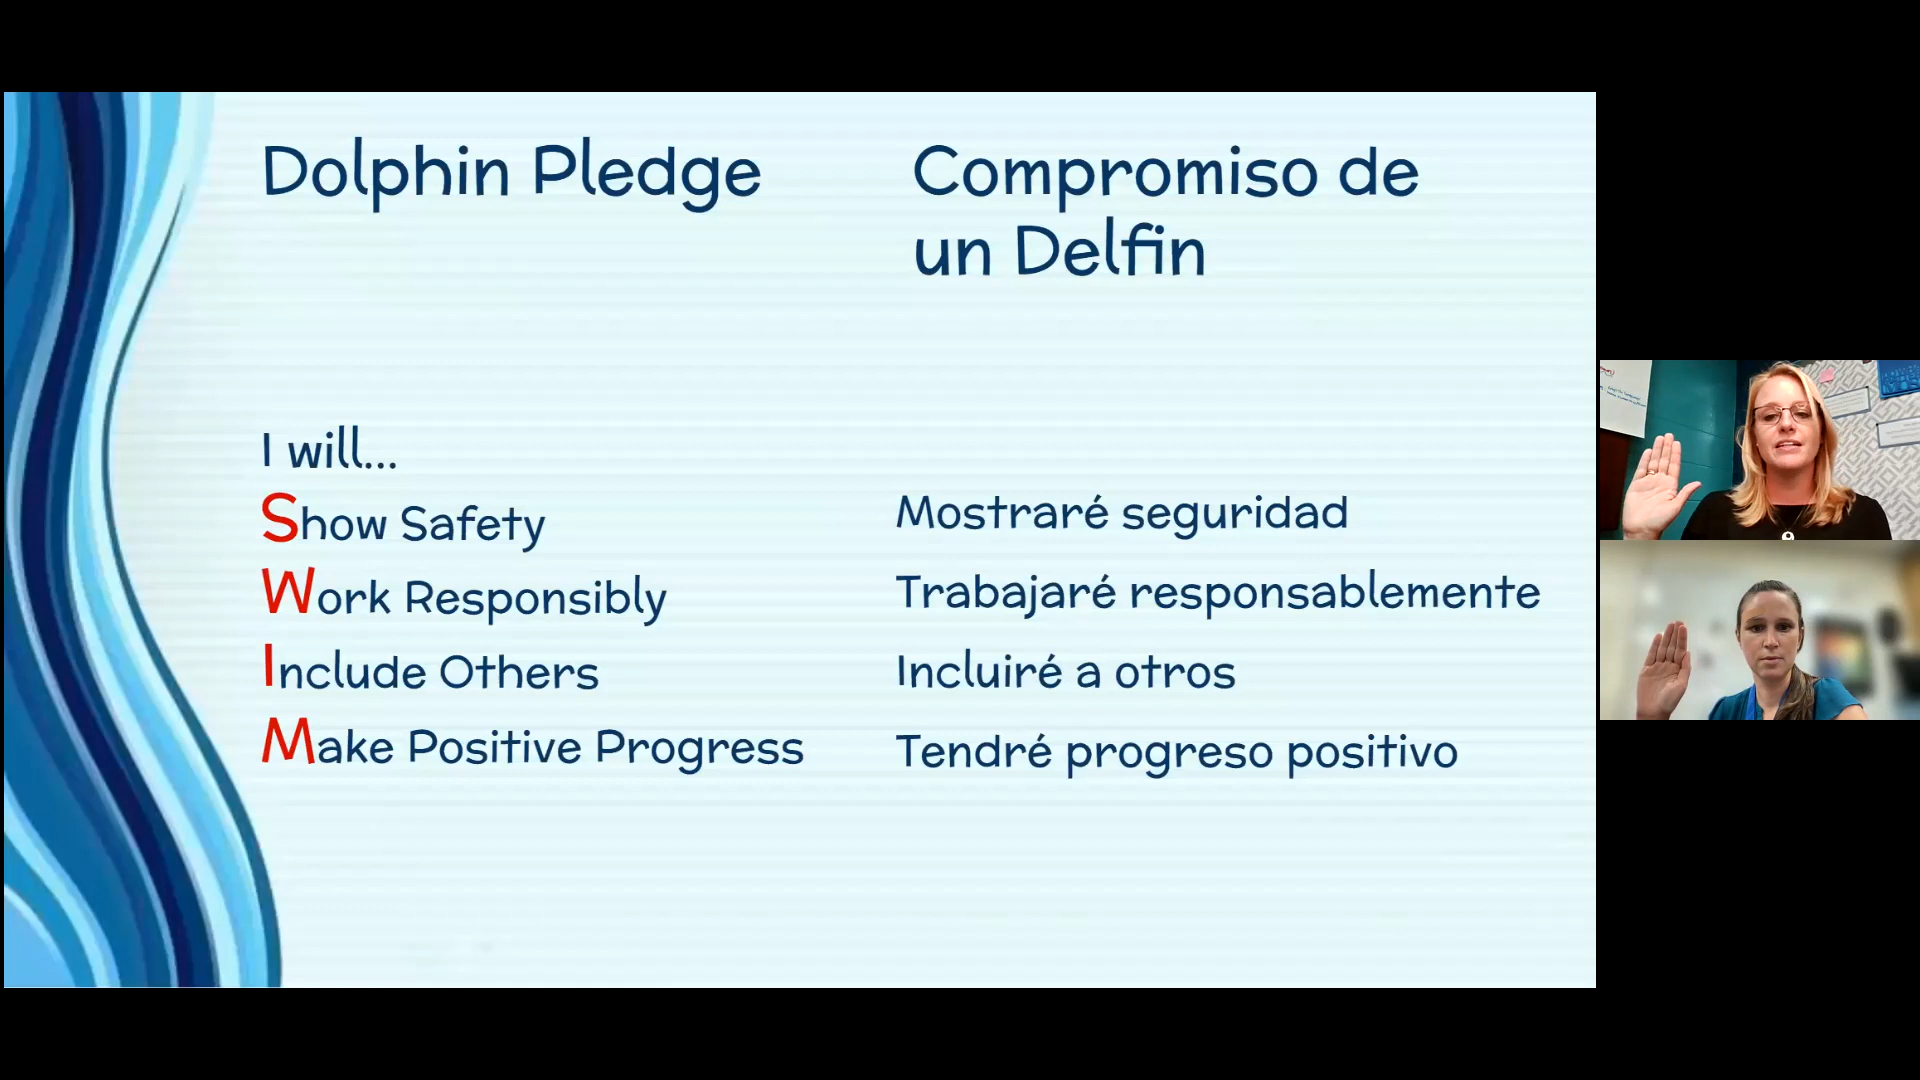 Dolphin Pledge
Compromiso de
un Delfin
I will...
Show Safety
Work Responsibly
Include Others
Make Positive Progress
Mostraré seguridad
Trabajaré responsablemente
Incluiré a otros
Tendré progreso positivo